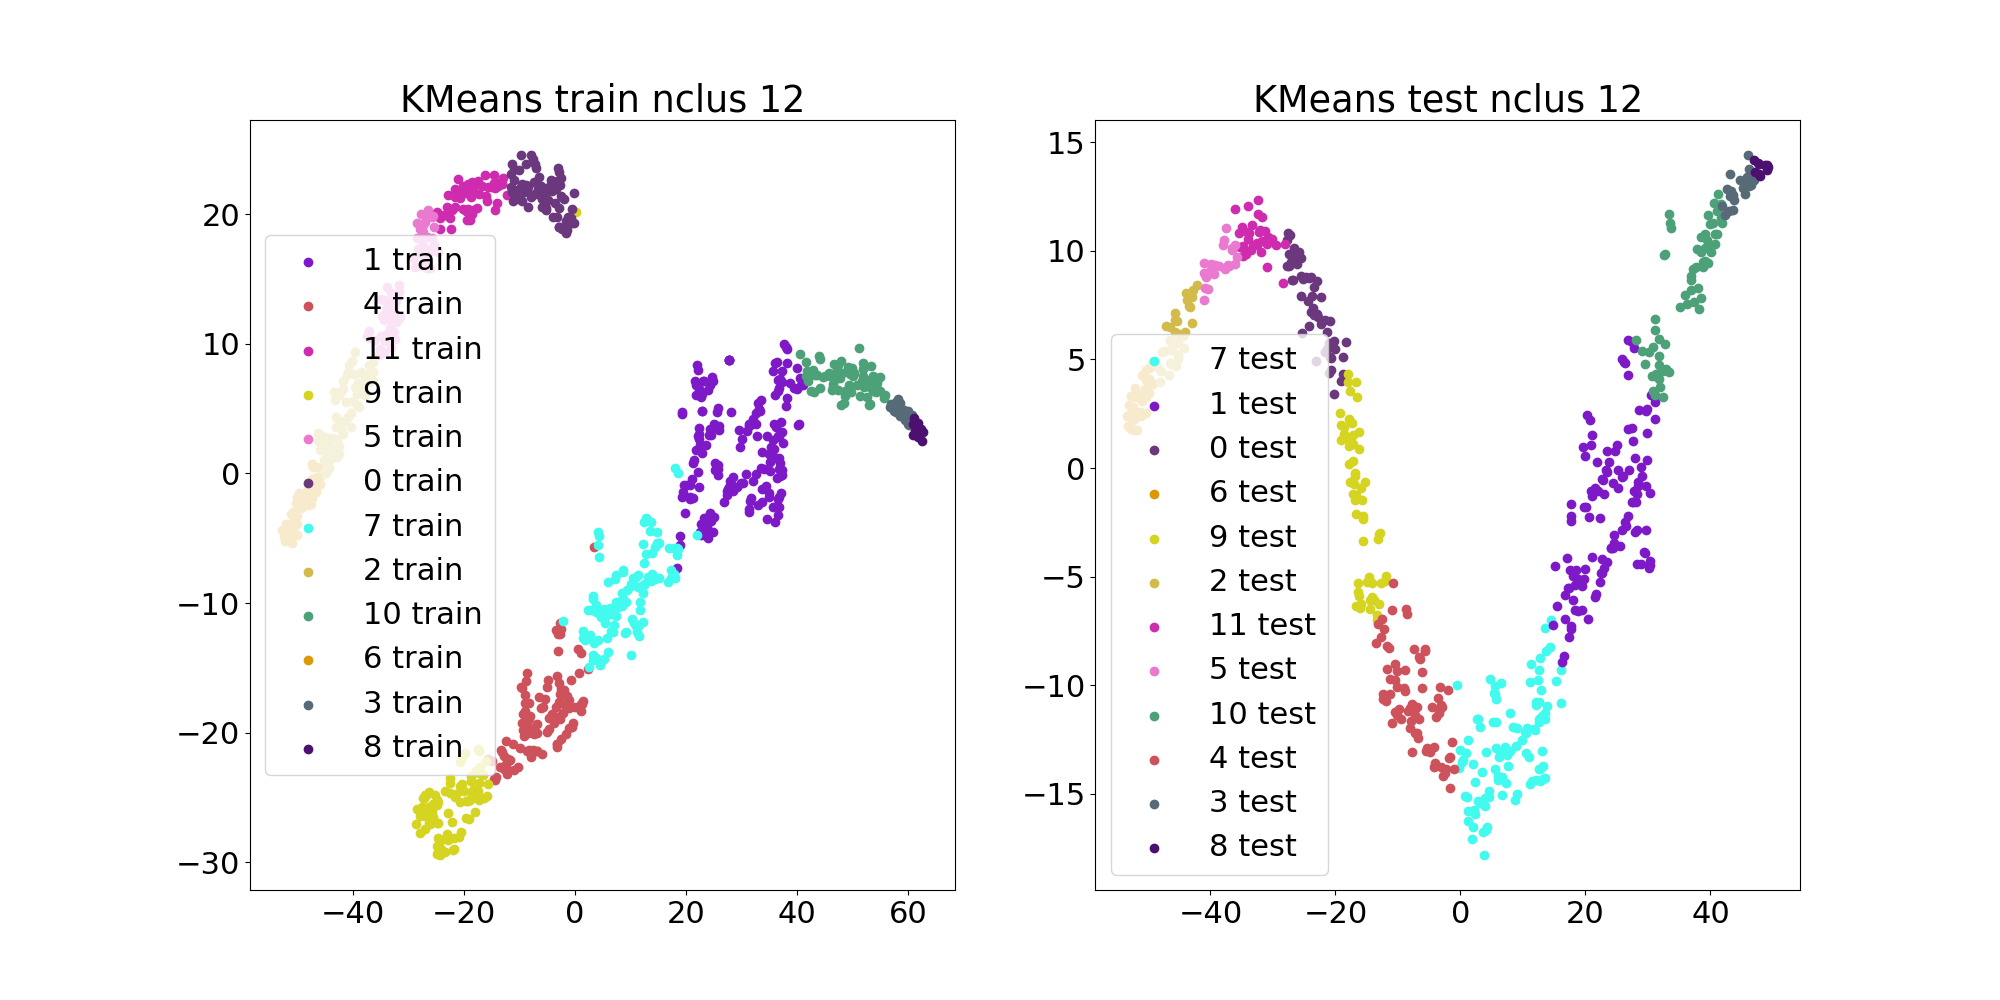 KMeans train nclus 12
20
10
0
−10
−20
−30
−40
−20
0
20
40
60
1 train
4 train
11 train
9 train
5 train
0 train
7 train
2 train
10 train
6 train
3 train
8 train
KMeans test nclus 12
15
10
5
0
−5
−10
−15
−40
−20
0
20
40
7 test
1 test
0 test
6 test
9 test
2 test
11 test
5 test
10 test
4 test
3 test
8 test